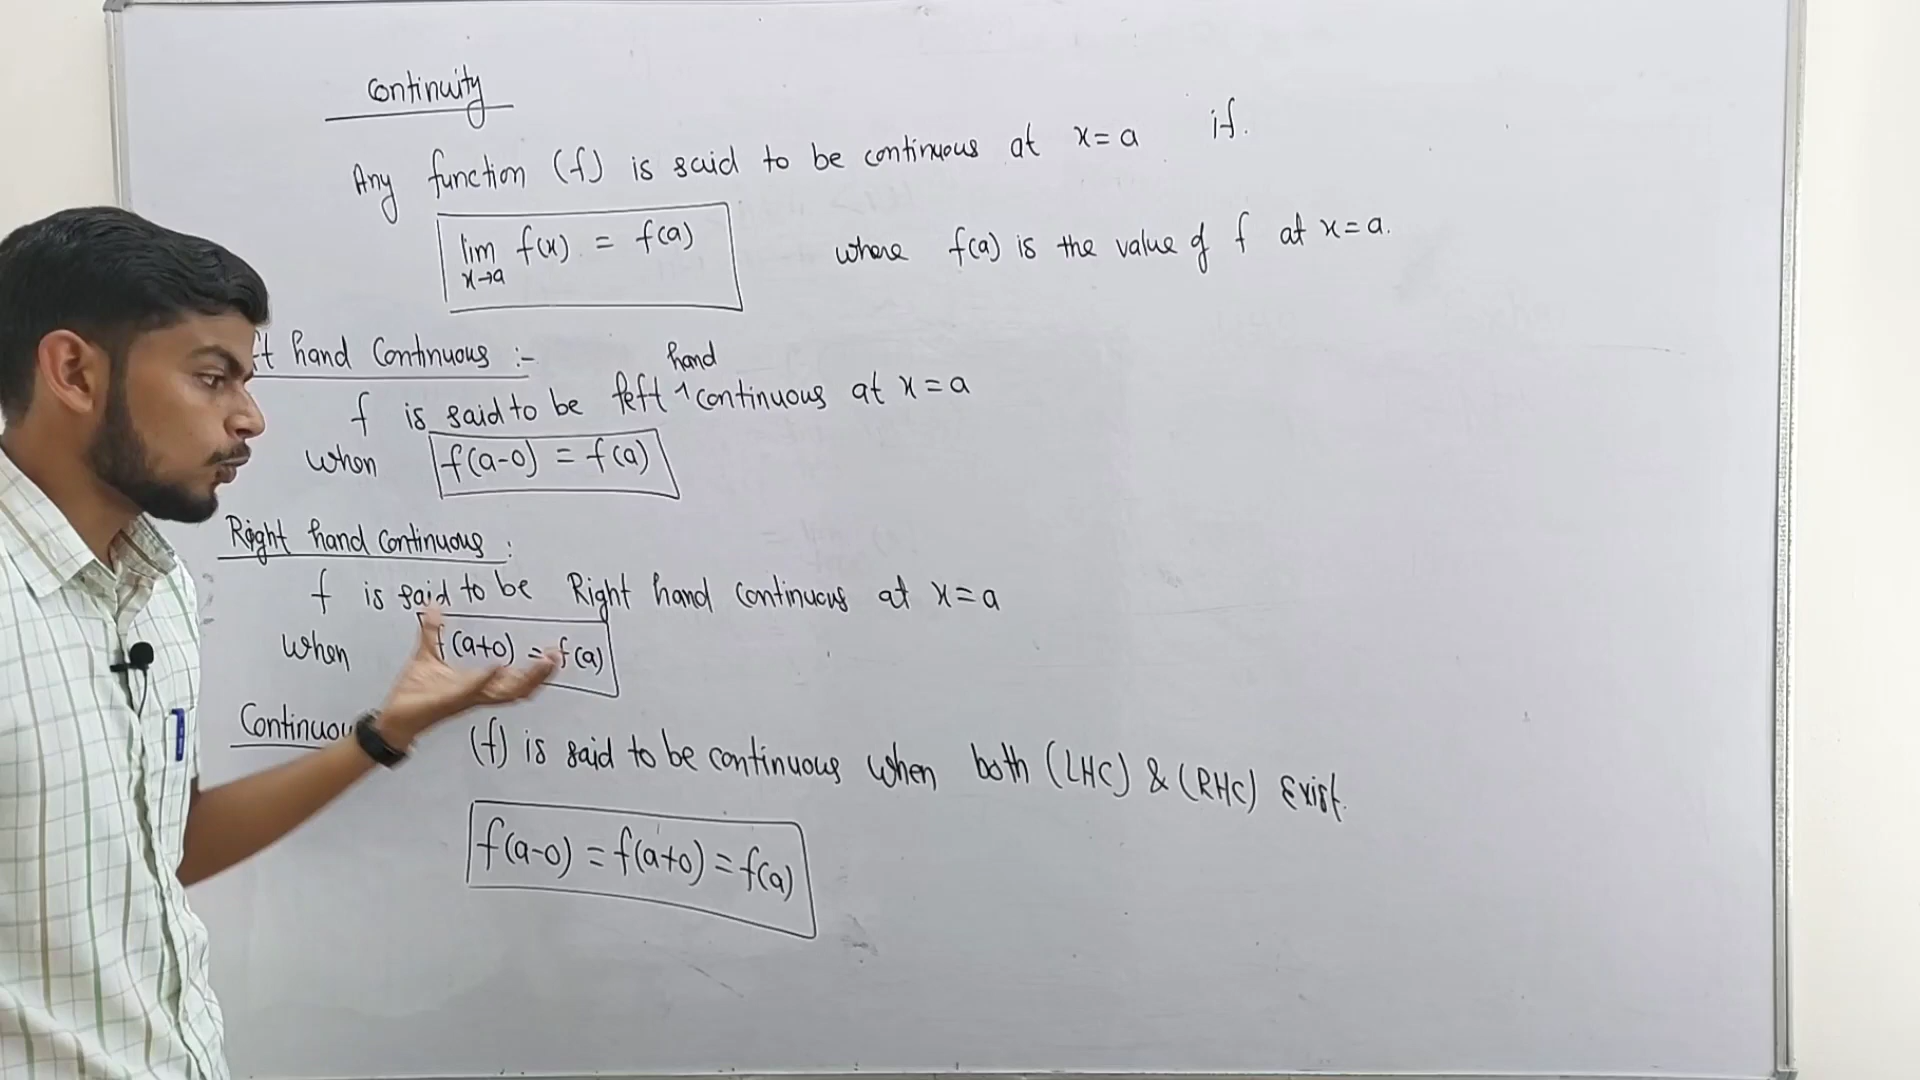 Continuity
Any function (f) is said to be continuous at x=a if.
lim f(x) = f(a) where f(a) is the value of f at x=a.
x→a
hand Continuous :-
hand
f is said to be left ^ continuous at x=a
when f(a-0) = f(a)
Right hand continuous :
f is said to be Right hand continuous at x=a
when f(a+0) = f(a)
(f) is said to be continuous when both (LHC) & (RHC) Exist.
f(a-0) = f(a+0) = f(a)